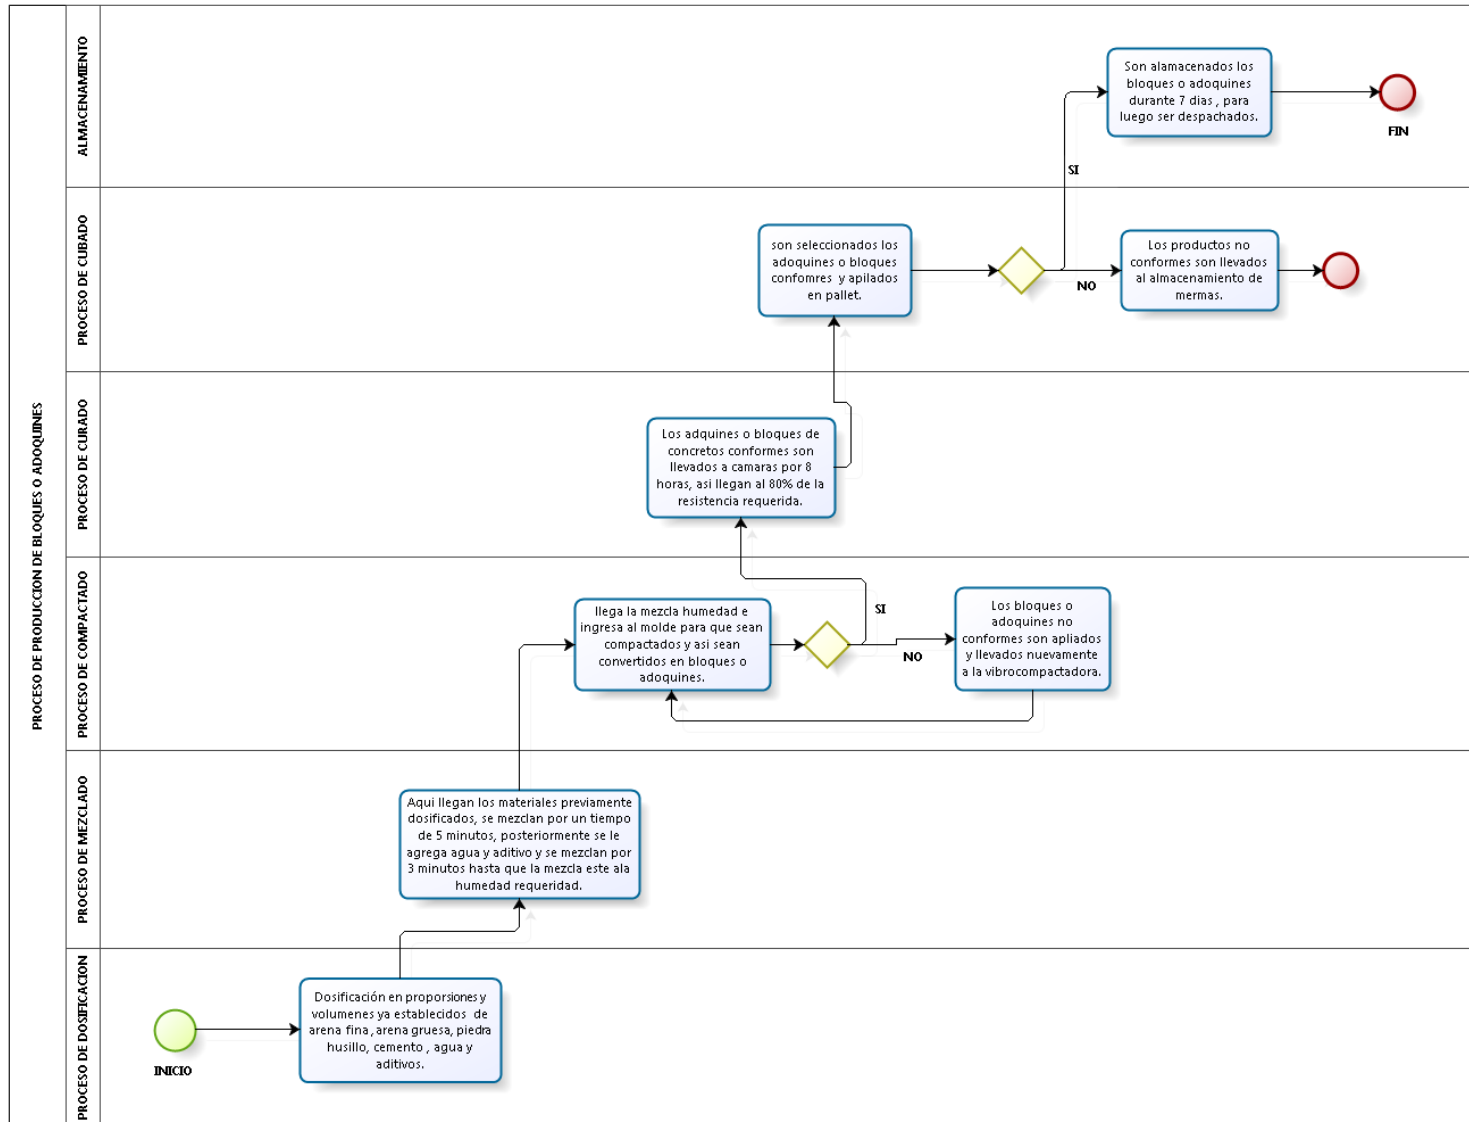 PROCESO DE PRODUCCION DE BLOQUES O ADOQUINES
ALMACENAMIENTO
Son alamacenados los
bloques o adoquines
durante 7 dias , para
luego ser despachados.
FIN
SI
PROCESO DE CUBADO
son seleccionados los
adoquines o bloques
confomres y apilados
en pallet.
NO
Los productos no
conformes son llevados
al almacenamiento de
mermas.
PROCESO DE CURADO
Los adquines o bloques de
concretos conformes son
llevados a camaras por 8
horas, asi llegan al 80% de la
resistencia requerida.
PROCESO DE COMPACTADO
llega la mezcla humedad e
ingresa al molde para que sean
compactados y asi sean
convertidos en bloques o
adoquines.
SI
NO
Los bloques o
adoquines no
conformes son apliados
y llevados nuevamente
a la vibrocompactadora.
PROCESO DE MEZCLADO
Aqui llegan los materiales previamente
dosificados, se mezclan por un tiempo
de 5 minutos, posteriormente se le
agrega agua y aditivo y se mezclan por
3 minutos hasta que la mezcla este ala
humedad requeridad.
PROCESO DE DOSIFICACION
INICIO
Dosificación en proporsiones y
volumenes ya establecidos de
arena fina, arena gruesa, piedra
husillo, cemento , agua y
aditivos.